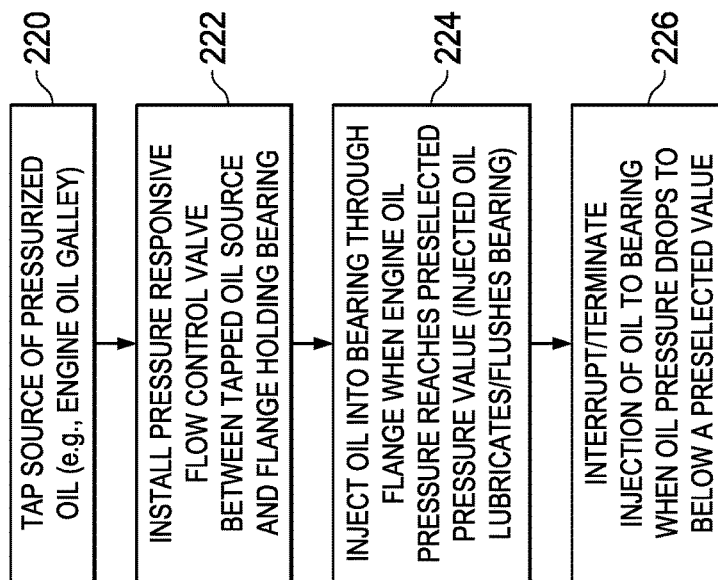 220
TAP SOURCE OF PRESSURIZED
OIL (e.g., ENGINE OIL GALLEY)
222
INSTALL PRESSURE RESPONSIVE
FLOW CONTROL VALVE
BETWEEN TAPPED OIL SOURCE
AND FLANGE HOLDING BEARING
224
INJECT OIL INTO BEARING THROUGH
FLANGE WHEN ENGINE OIL
PRESSURE REACHES PRESELECTED
PRESSURE VALUE (INJECTED OIL
LUBRICATES/FLUSHES BEARING)
226
INTERRUPT/TERMINATE
INJECTION OF OIL TO BEARING
WHEN OIL PRESSURE DROPS TO
BELOW A PRESELECTED VALUE